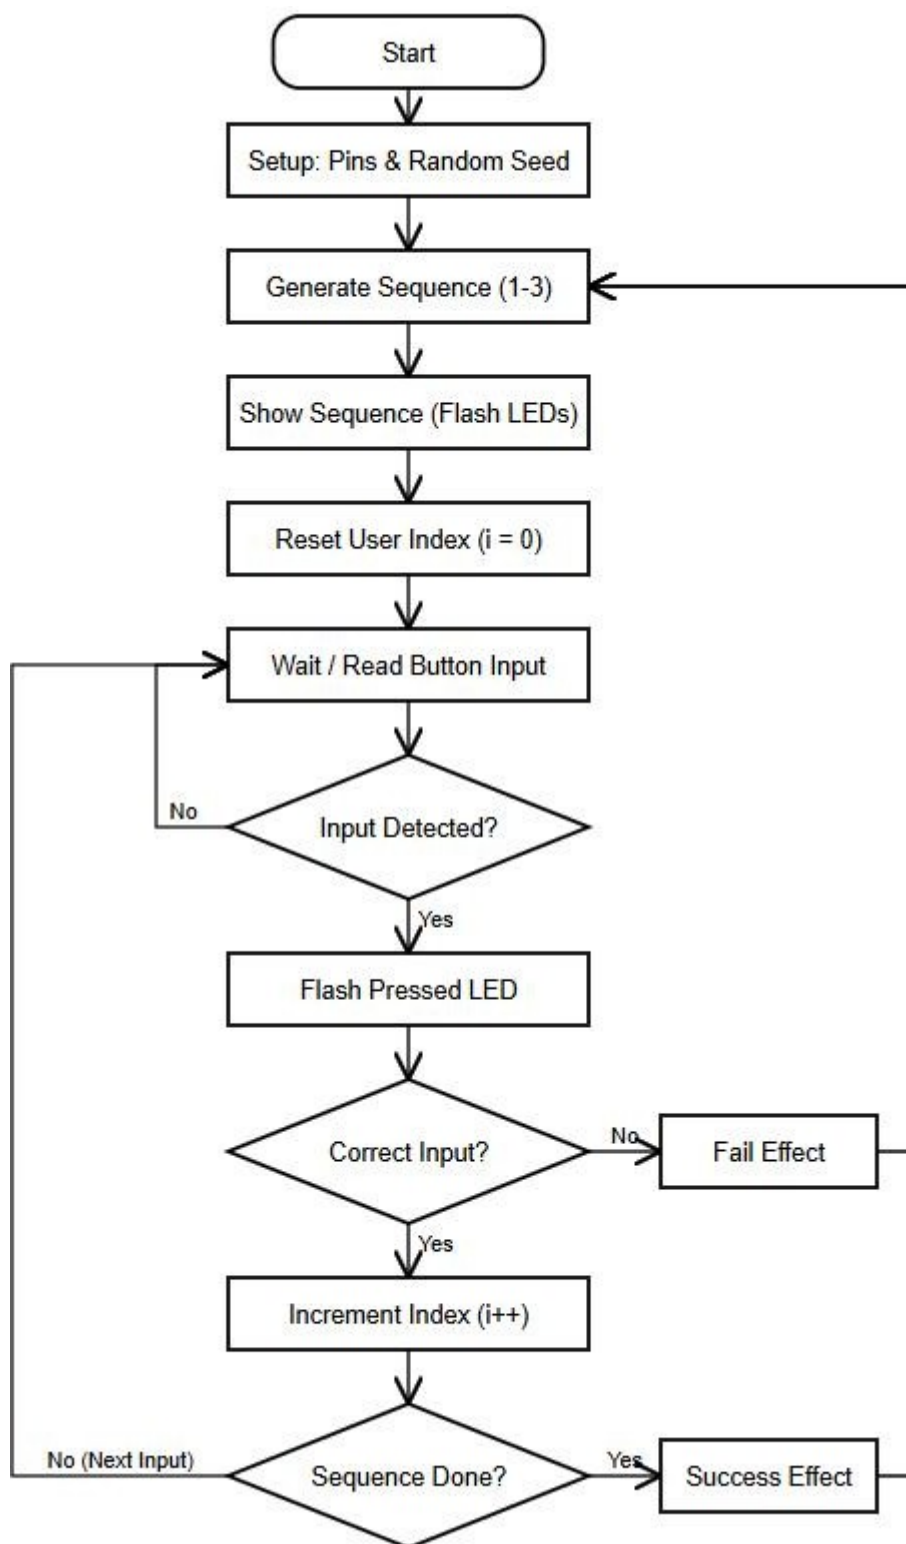 Start
Setup: Pins & Random Seed
Generate Sequence (1-3)
Show Sequence (Flash LEDs)
Reset User Index (i = 0)
Wait / Read Button Input
No
Input Detected?
Yes
Flash Pressed LED
Correct Input?
No
Fail Effect
Yes
Increment Index (i++)
No (Next Input)
Sequence Done?
Yes
Success Effect